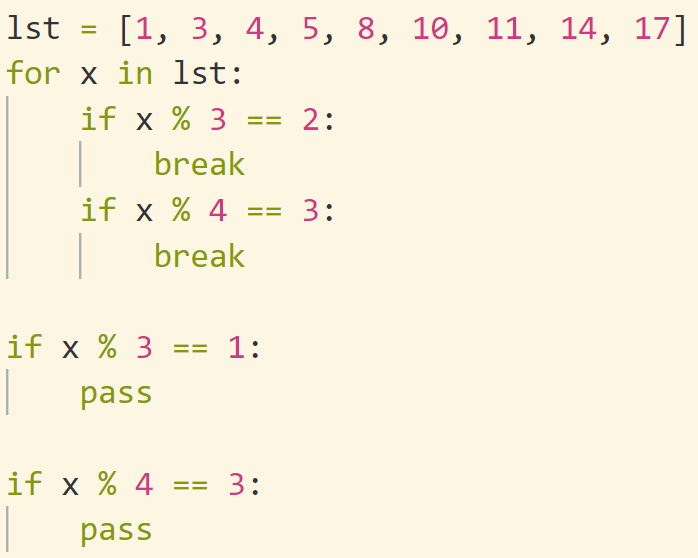 lst = [1, 3, 4, 5, 8, 10, 11, 14, 17]
for x in lst:
    if x % 3 == 2:
        break
    if x % 4 == 3:
        break

if x % 3 == 1:
    pass

if x % 4 == 3:
    pass